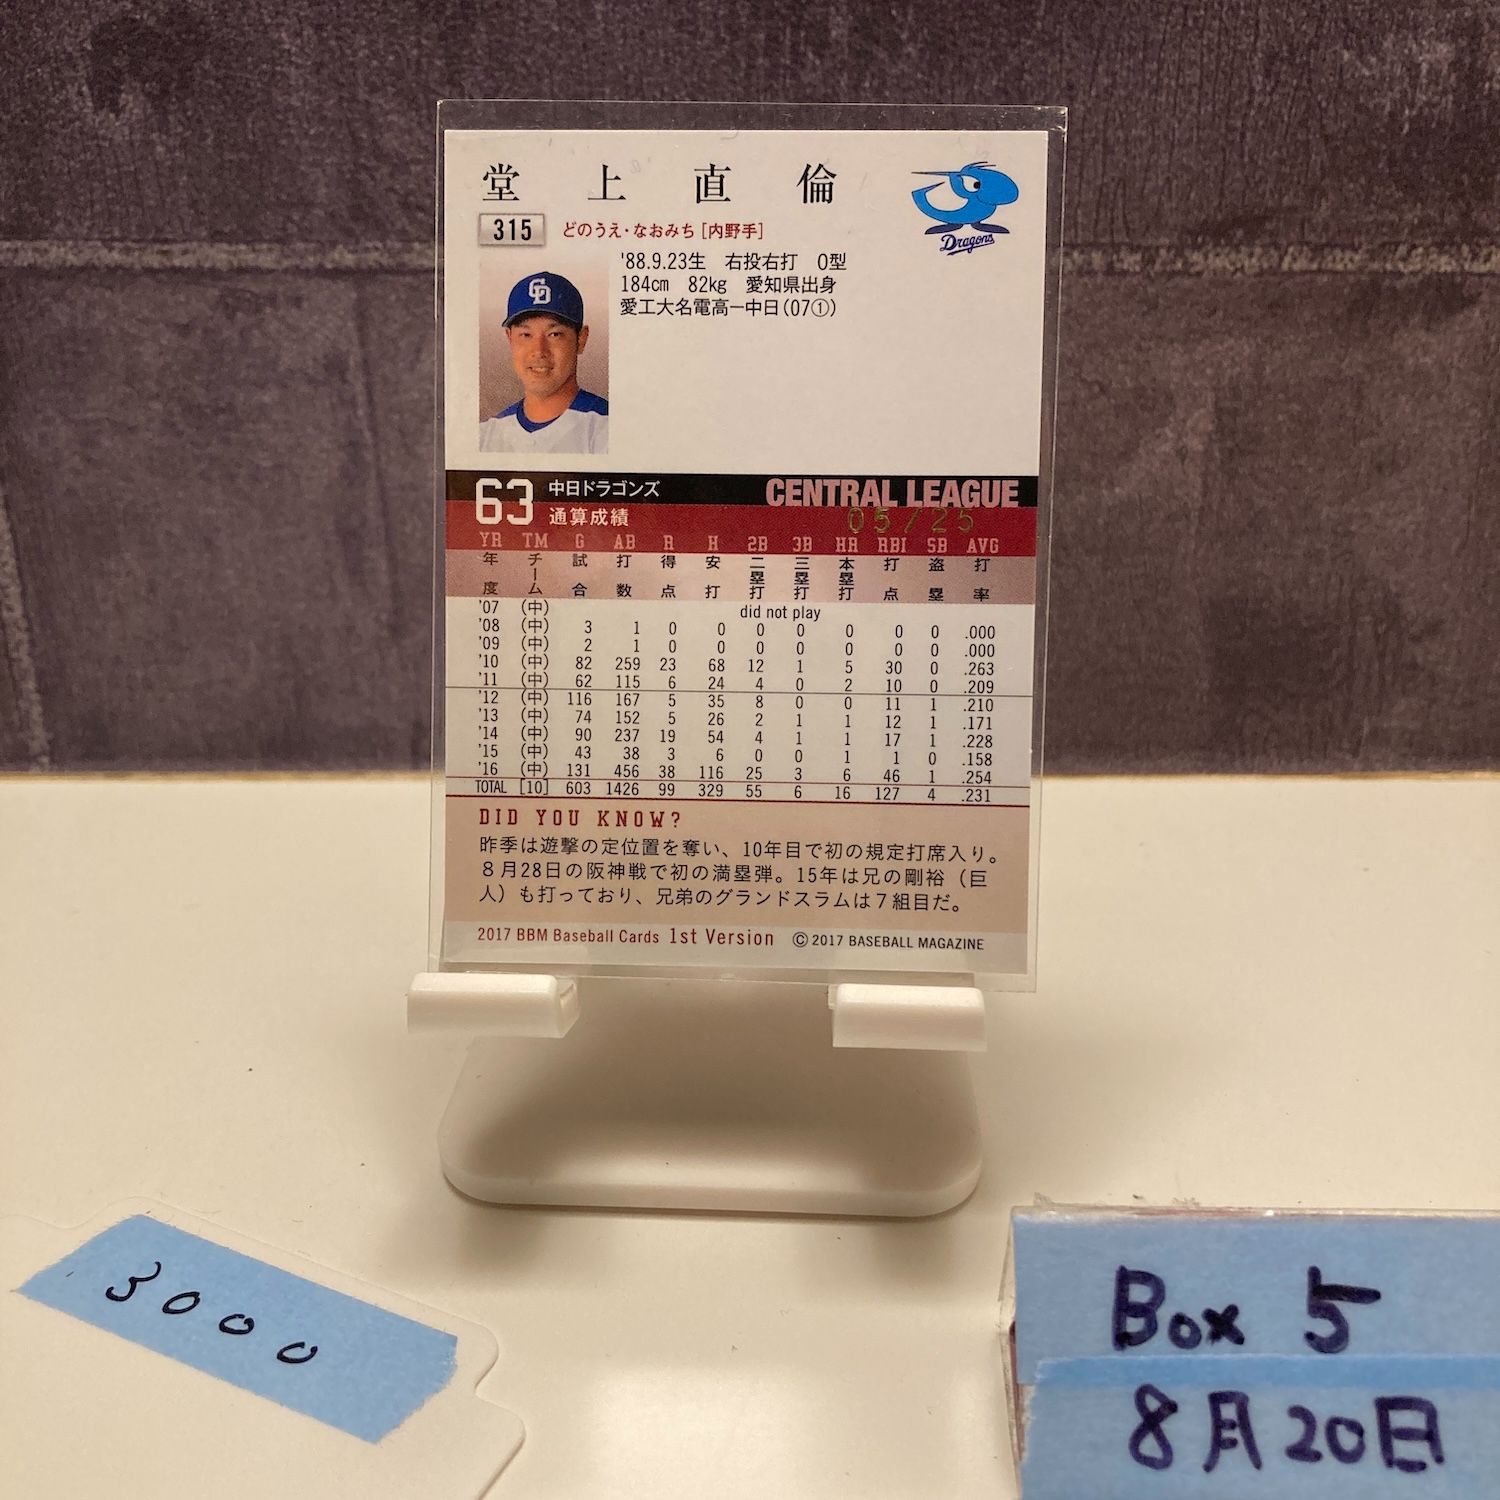 堂上直倫
Dragons
315 どのうえ・なおみち[内野手]
'88.9.23生 右投右打 O型
184cm 82kg 愛知県出身
愛工大名電高ー中日(07①)
63 中日ドラゴンズ CENTRAL LEAGUE
通算成績 05/25
YR TM G AB R H 2B 3B HR RBI SB AVG
年度 チーム 試合 打数 得点 安打 二塁打 三塁打 本塁打 打点 盗塁 打率
'07 (中) did not play
'08 (中) 3 1 0 0 0 0 0 0 0 .000
'09 (中) 2 1 0 0 0 0 0 0 0 .000
'10 (中) 82 259 23 68 12 1 5 30 0 .263
'11 (中) 62 115 6 24 4 0 2 10 0 .209
'12 (中) 116 167 5 35 8 0 0 11 1 .210
'13 (中) 74 152 5 26 2 1 1 12 1 .171
'14 (中) 90 237 19 54 4 1 1 17 1 .228
'15 (中) 43 38 3 6 0 0 1 1 0 .158
'16 (中) 131 456 38 116 25 3 6 46 1 .254
TOTAL [10] 603 1426 99 329 55 6 16 127 4 .231
DID YOU KNOW?
昨季は遊撃の定位置を奪い、10年目で初の規定打席入り。
8月28日の阪神戦で初の満塁弾。15年は兄の剛裕（巨
人）も打っており、兄弟のグランドスラムは7組目だ。
2017 BBM Baseball Cards 1st Version ©2017 BASEBALL MAGAZINE
3000
Box 5
8月20日